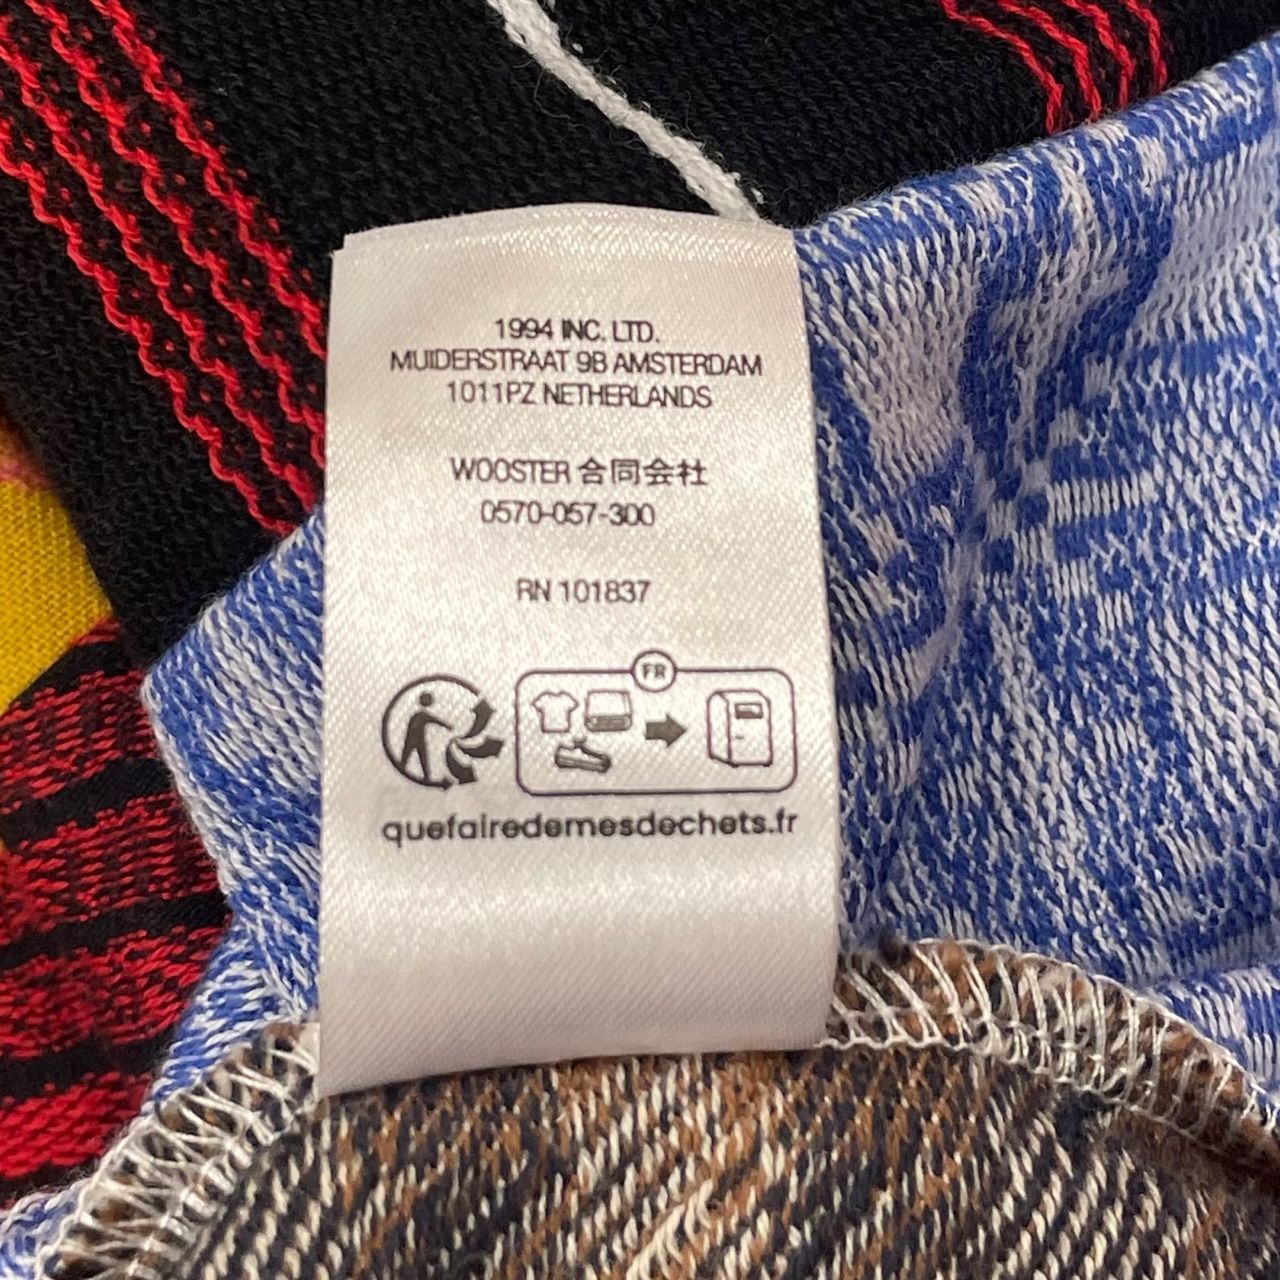 1994 INC. LTD.
MUIDERSTRAAT 9B AMSTERDAM
1011PZ NETHERLANDS
WOOSTER 合同会社
0570-057-300
RN 101837
FR
quefairedemesdechets.fr